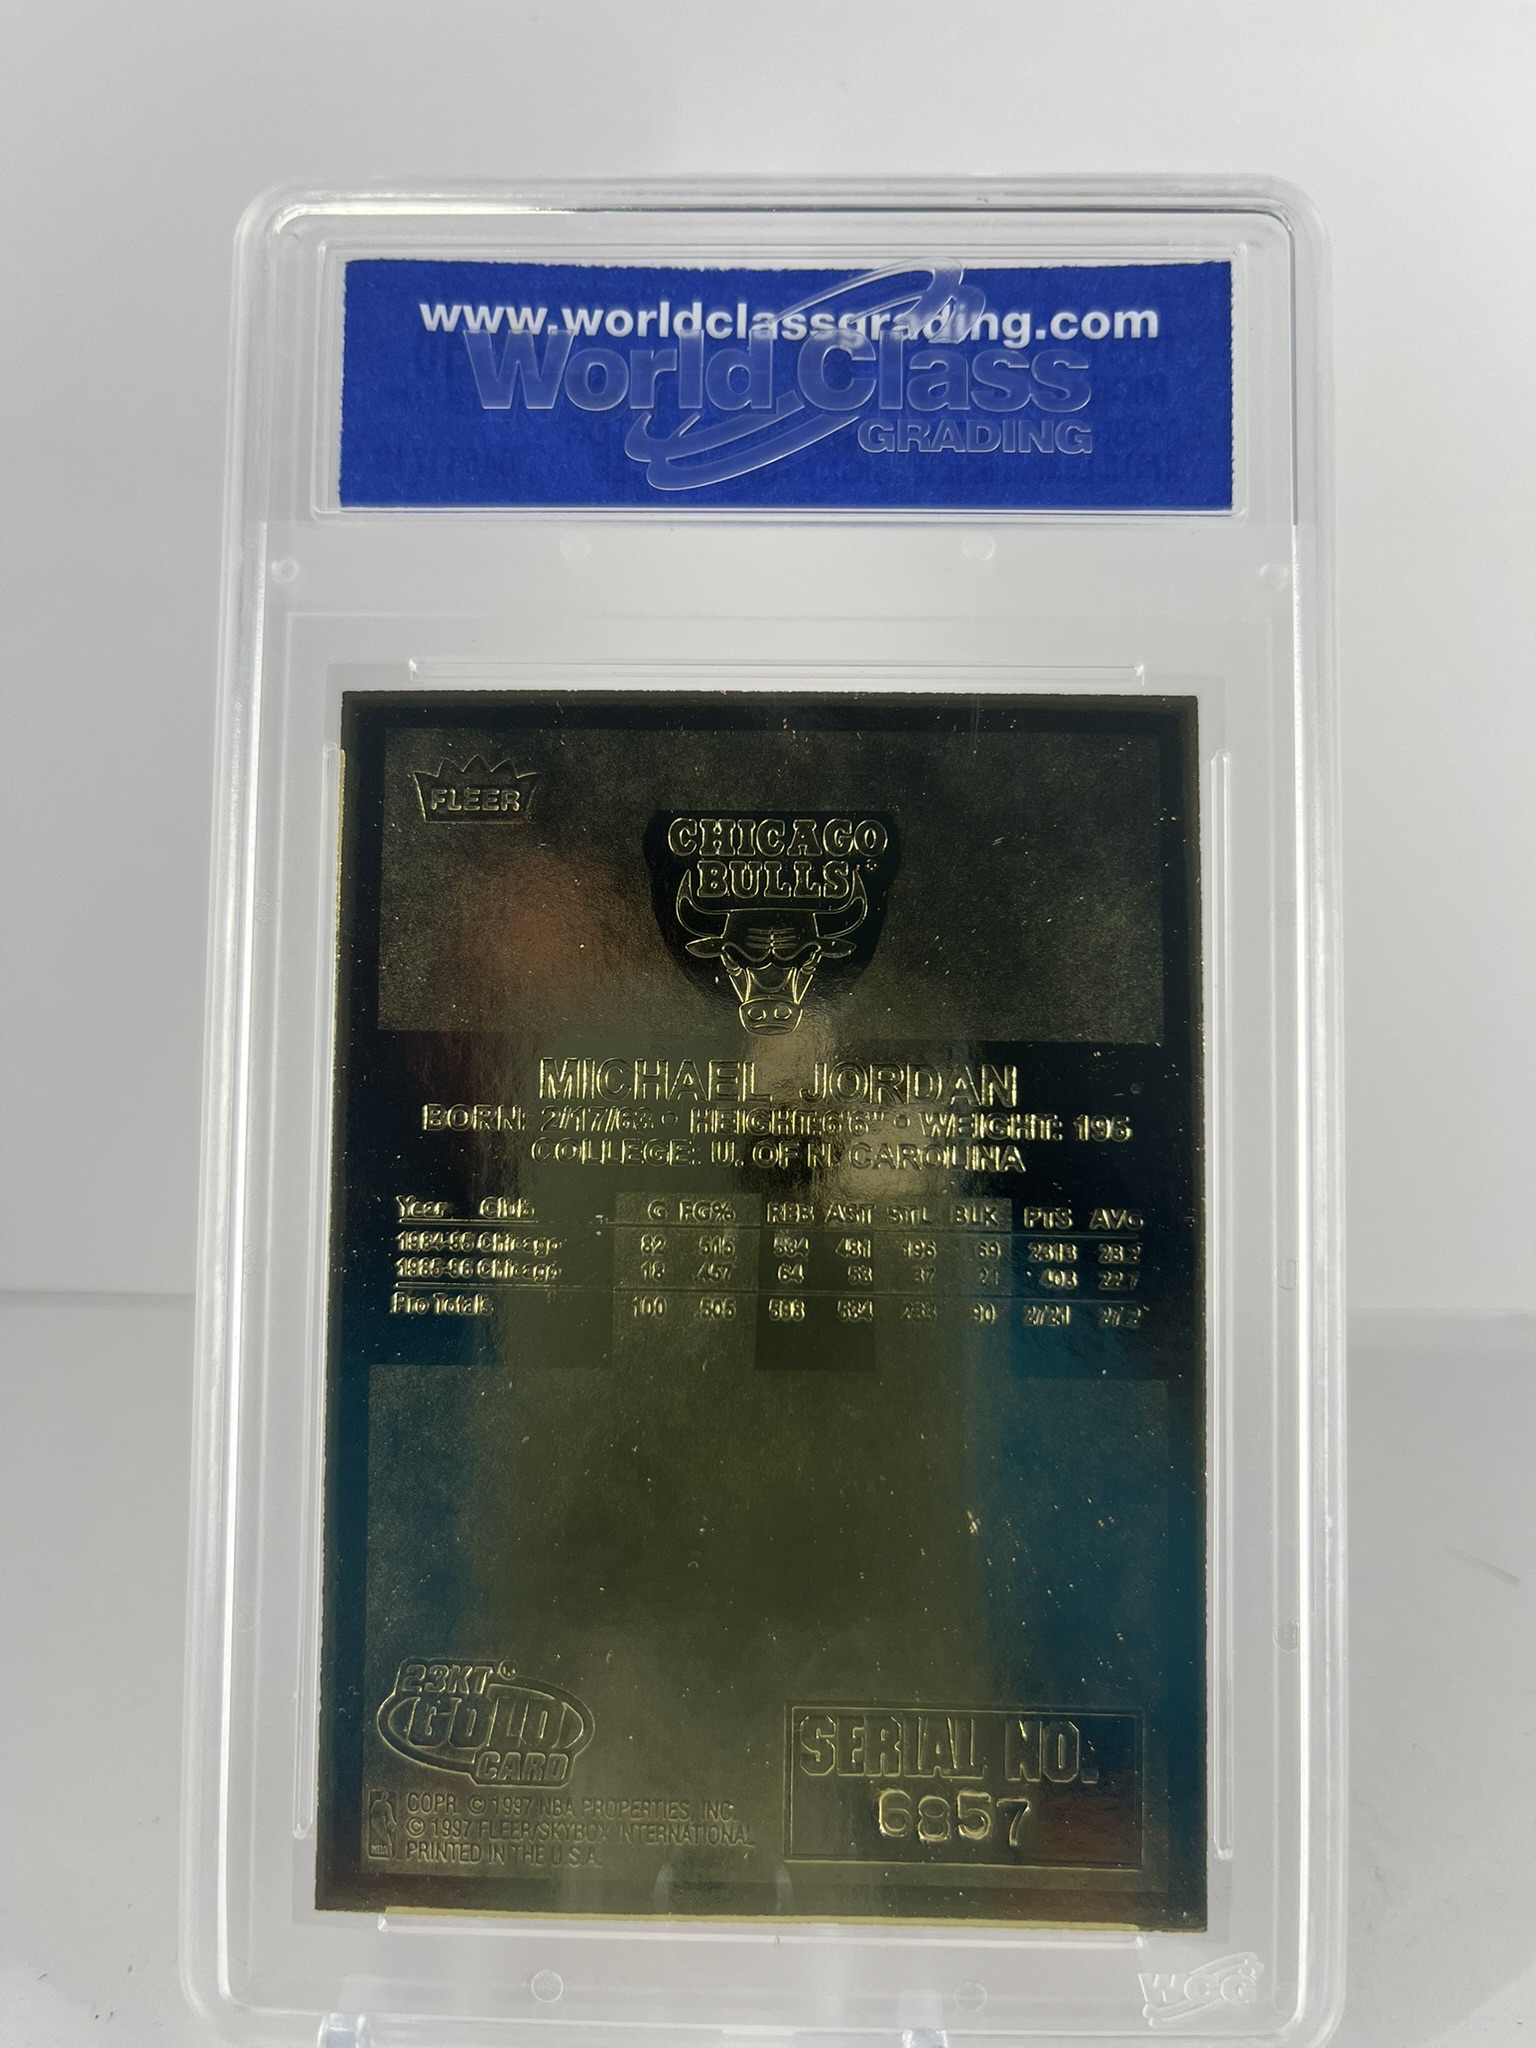 www.worldclassgrading.com
World Class
GRADING
FLEER
CHICAGO
BULLS
MICHAEL JORDAN
BORN: 2/17/63 • HEIGHT: 6'6" • WEIGHT: 195
COLLEGE: U. OF N. CAROLINA
Year Club G FG% REB AST STL BLK PTS AVG
1984-85 Chicago 82 .515 534 481 196 69 2313 28.2
1985-86 Chicago 18 .457 64 53 37 21 408 22.7
Pro Totals 100 .505 598 534 233 90 2721 27.2
23KT®
GOLD
CARD
NBA
COPR. © 1997 NBA PROPERTIES, INC.
© 1997 FLEER/SKYBOX INTERNATIONAL
PRINTED IN THE U.S.A.
SERIAL NO.
6857
WCG